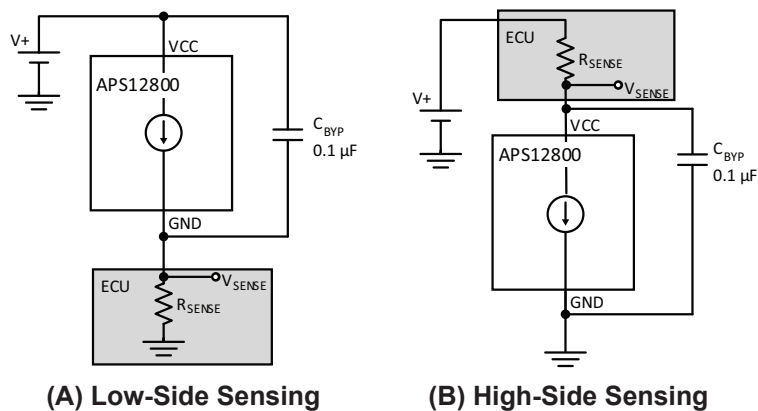 V+
VCC
APS12800
C_BYP
0.1 µF
GND
ECU
V_SENSE
R_SENSE
(A) Low-Side Sensing
ECU
R_SENSE
V+
V_SENSE
VCC
APS12800
C_BYP
0.1 µF
GND
(B) High-Side Sensing